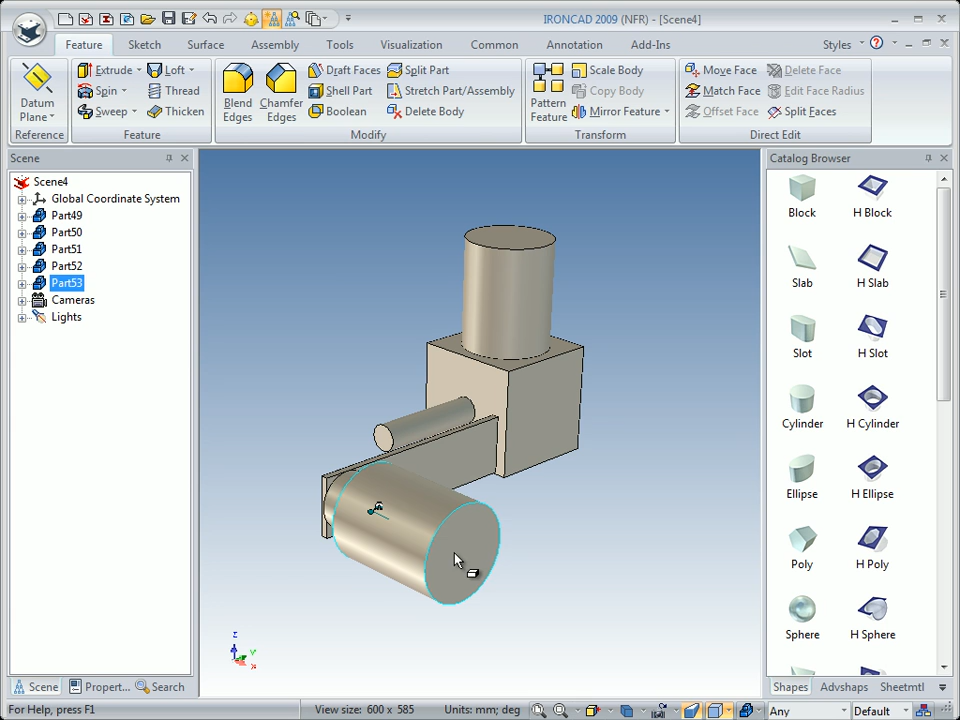 IRONCAD 2009 (NFR) - [Scene4]
Feature Sketch Surface Assembly Tools Visualization Common Annotation Add-Ins Styles
Datum Plane
Reference
Extrude Loft
Spin Thread
Sweep Thicken
Feature
Blend Edges
Chamfer Edges
Draft Faces Split Part
Shell Part Stretch Part/Assembly
Boolean Delete Body
Modify
Pattern Feature
Scale Body
Copy Body
Mirror Feature
Transform
Move Face Delete Face
Match Face Edit Face Radius
Offset Face Split Faces
Direct Edit
Scene
Scene4
Global Coordinate System
Part49
Part50
Part51
Part52
Part53
Cameras
Lights
Scene Propert... Search
Z
Y
X
Catalog Browser
Block H Block
Slab H Slab
Slot H Slot
Cylinder H Cylinder
Ellipse H Ellipse
Poly H Poly
Sphere H Sphere
Shapes Advshaps Sheetmtl
For Help, press F1 View size: 600 x 585 Units: mm; deg Any Default